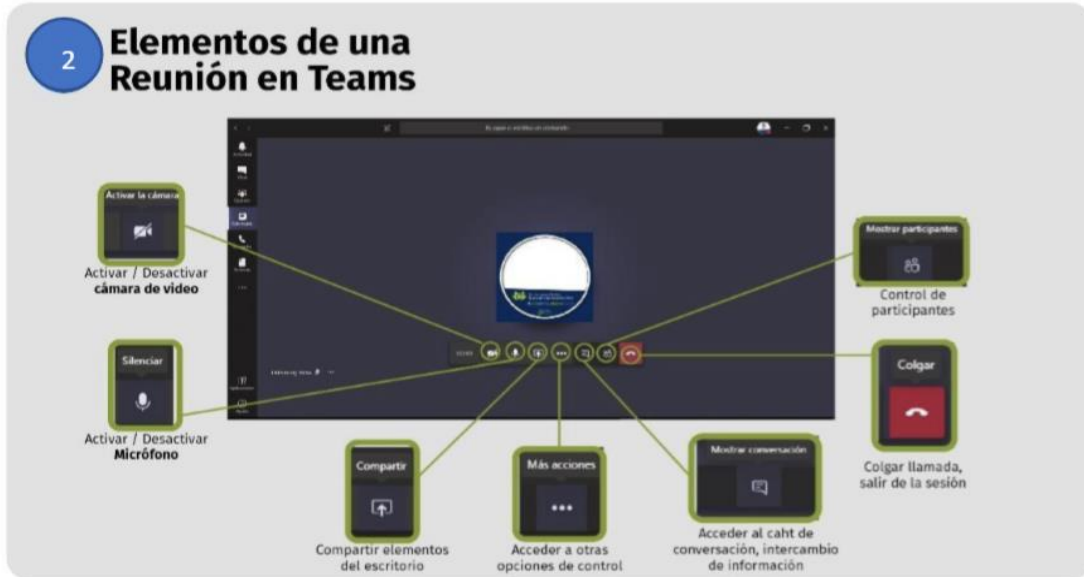 2
Elementos de una
Reunión en Teams
Activar la cámara
Activar / Desactivar
cámara de video
Mostrar participantes
Control de
participantes
Silenciar
Activar / Desactivar
Micrófono
Colgar
Colgar llamada,
salir de la sesión
Compartir
Compartir elementos
del escritorio
Más acciones
Acceder a otras
opciones de control
Mostrar conversación
Acceder al caht de
conversación, intercambio
de información